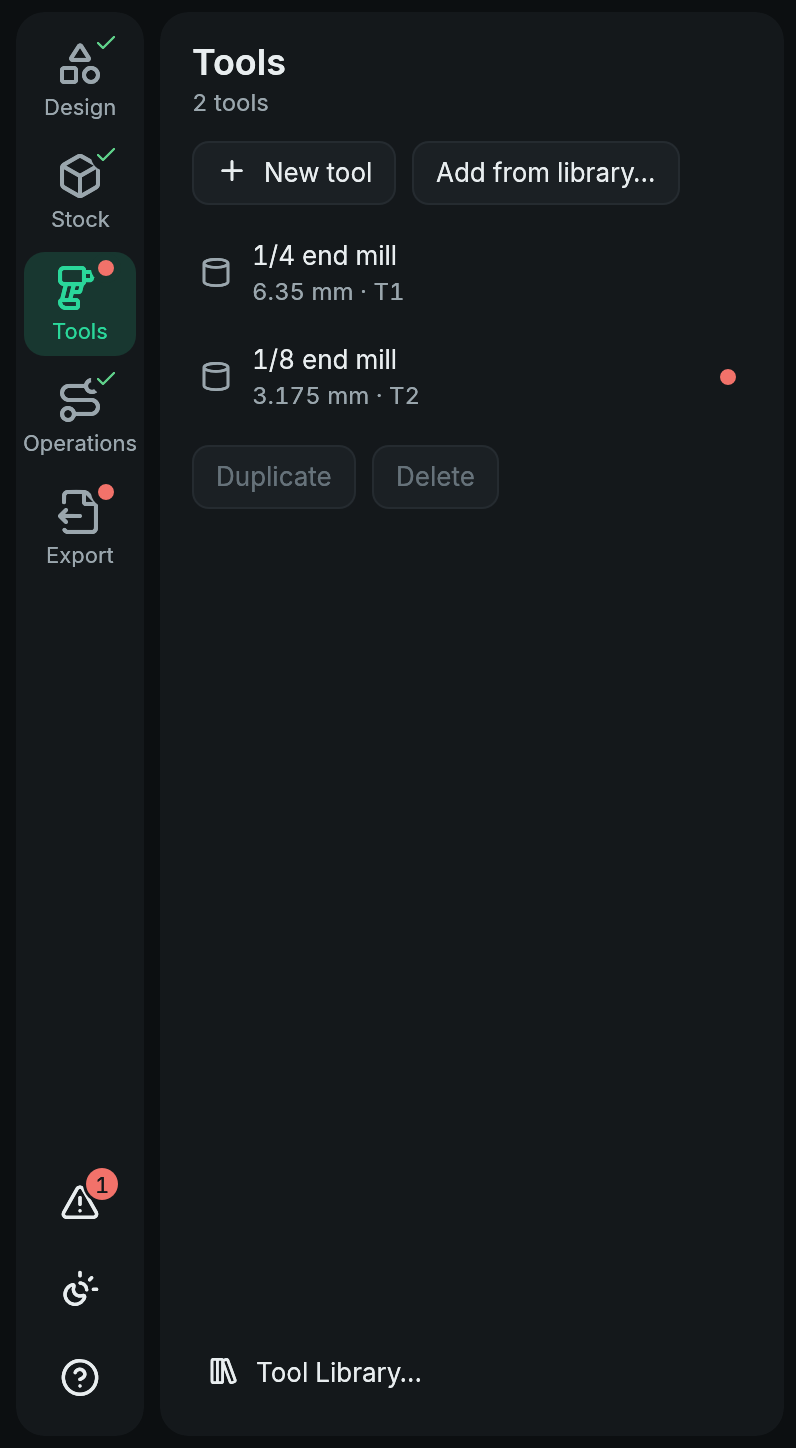 Design
Stock
Tools
Operations
Export
1
Tools
2 tools
New tool
Add from library...
1/4 end mill
6.35 mm · T1
1/8 end mill
3.175 mm · T2
Duplicate
Delete
Tool Library...